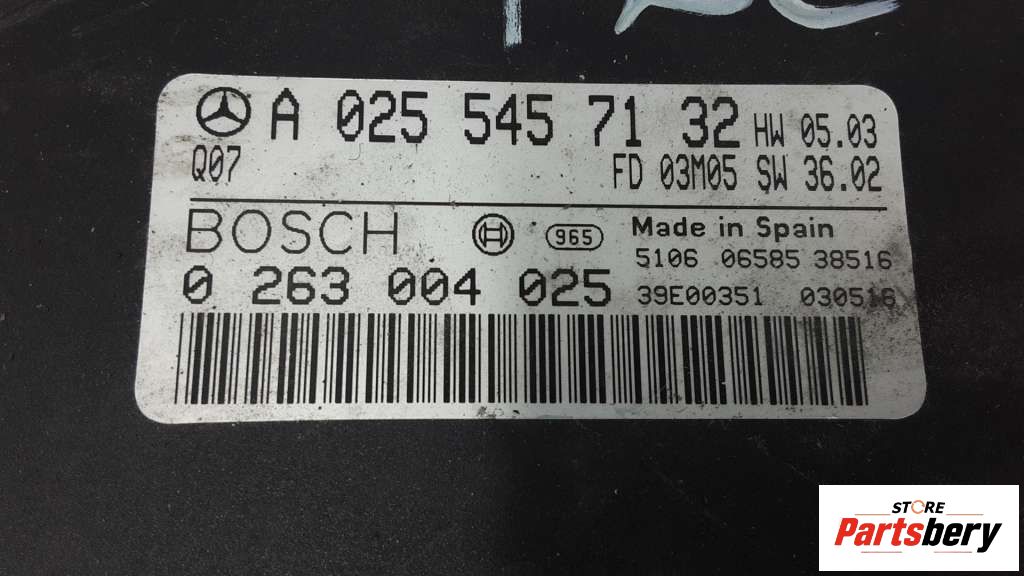 A 025 545 71 32 HW 05.03
Q07 FD 03M05 SW 36.02
BOSCH 965 Made in Spain
5106 06585 38516
0 263 004 025 39E00351 030516
STORE
Partsbery